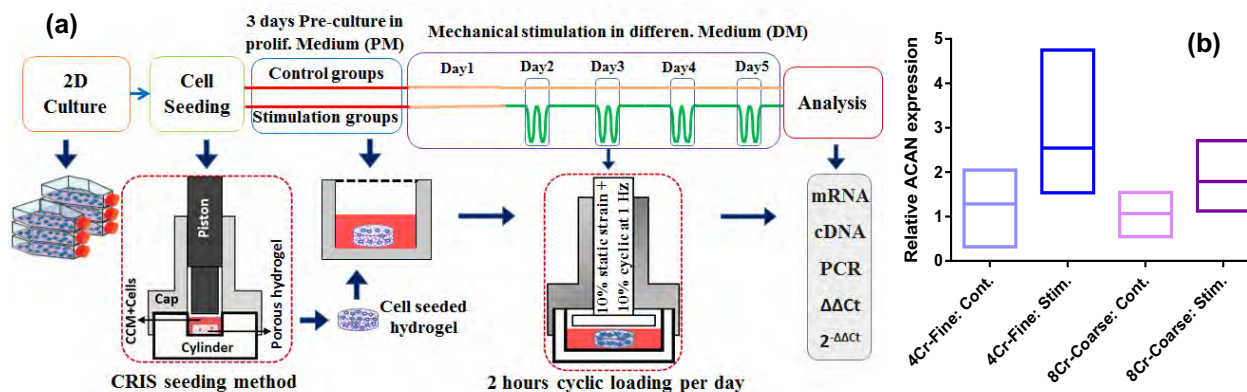 (a)
2D
Culture
Cell
Seeding
3 days Pre-culture in
prolif. Medium (PM)
Control groups
Stimulation groups
Mechanical stimulation in differen. Medium (DM)
Day1
Day2
Day3
Day4
Day5
Analysis
Piston
Cap
CCM+Cells
Porous hydrogel
Cylinder
CRIS seeding method
Cell seeded
hydrogel
10% static strain +
10% cyclic at 1 Hz
2 hours cyclic loading per day
mRNA
cDNA
PCR
ΔΔCt
2-ΔΔCt
(b)
Relative ACAN expression
5
4
3
2
1
0
4Cr-Fine: Cont.
4Cr-Fine: Stim.
8Cr-Coarse: Cont.
8Cr-Coarse: Stim.